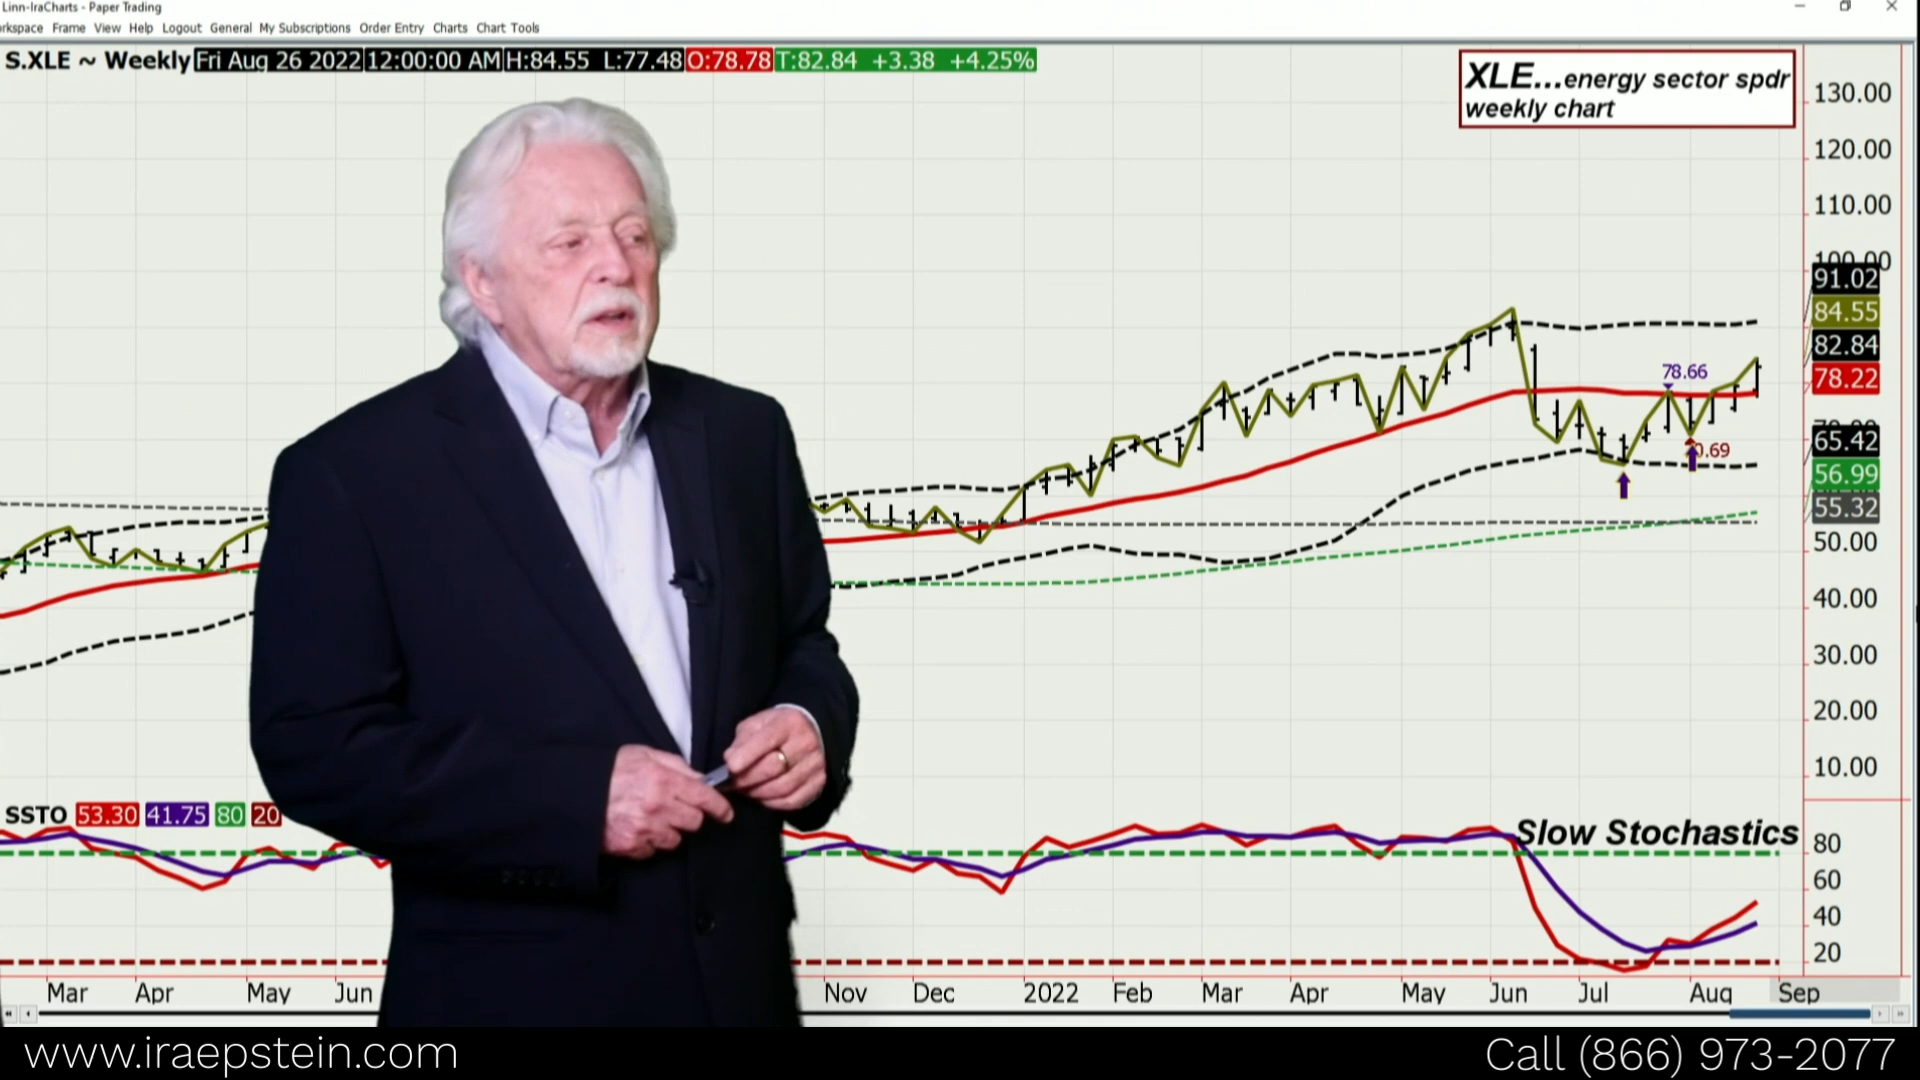 Linn-IraCharts - Paper Trading
rkspace Frame View Help Logout General My Subscriptions Order Entry Charts Chart Tools
S.XLE ~ Weekly Fri Aug 26 2022 12:00:00 AM H:84.55 L:77.48 O:78.78 T:82.84 +3.38 +4.25%
XLE...energy sector spdr
weekly chart
130.00
120.00
110.00
100.00
91.02
84.55
82.84
78.22
65.42
56.99
55.32
50.00
40.00
30.00
20.00
10.00
78.66
0.69
SSTO 53.30 41.75 80 20
Slow Stochastics
80
60
40
20
Mar Apr May Jun Nov Dec 2022 Feb Mar Apr May Jun Jul Aug Sep
www.iraepstein.com
Call (866) 973-2077